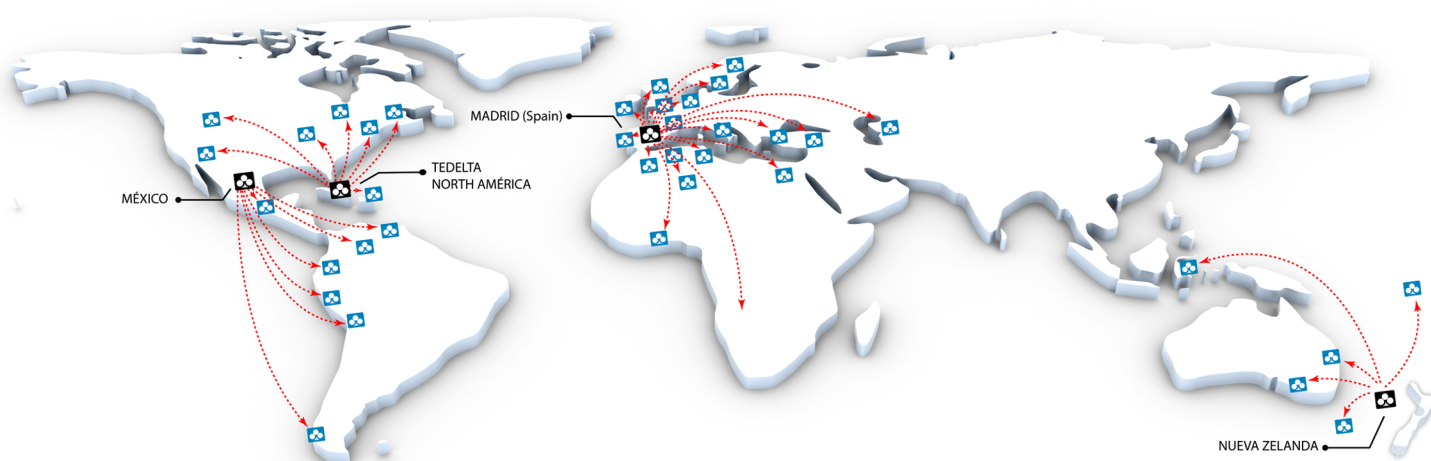 MADRID (Spain)
TEDELTA
NORTH AMÉRICA
MÉXICO
NUEVA ZELANDA